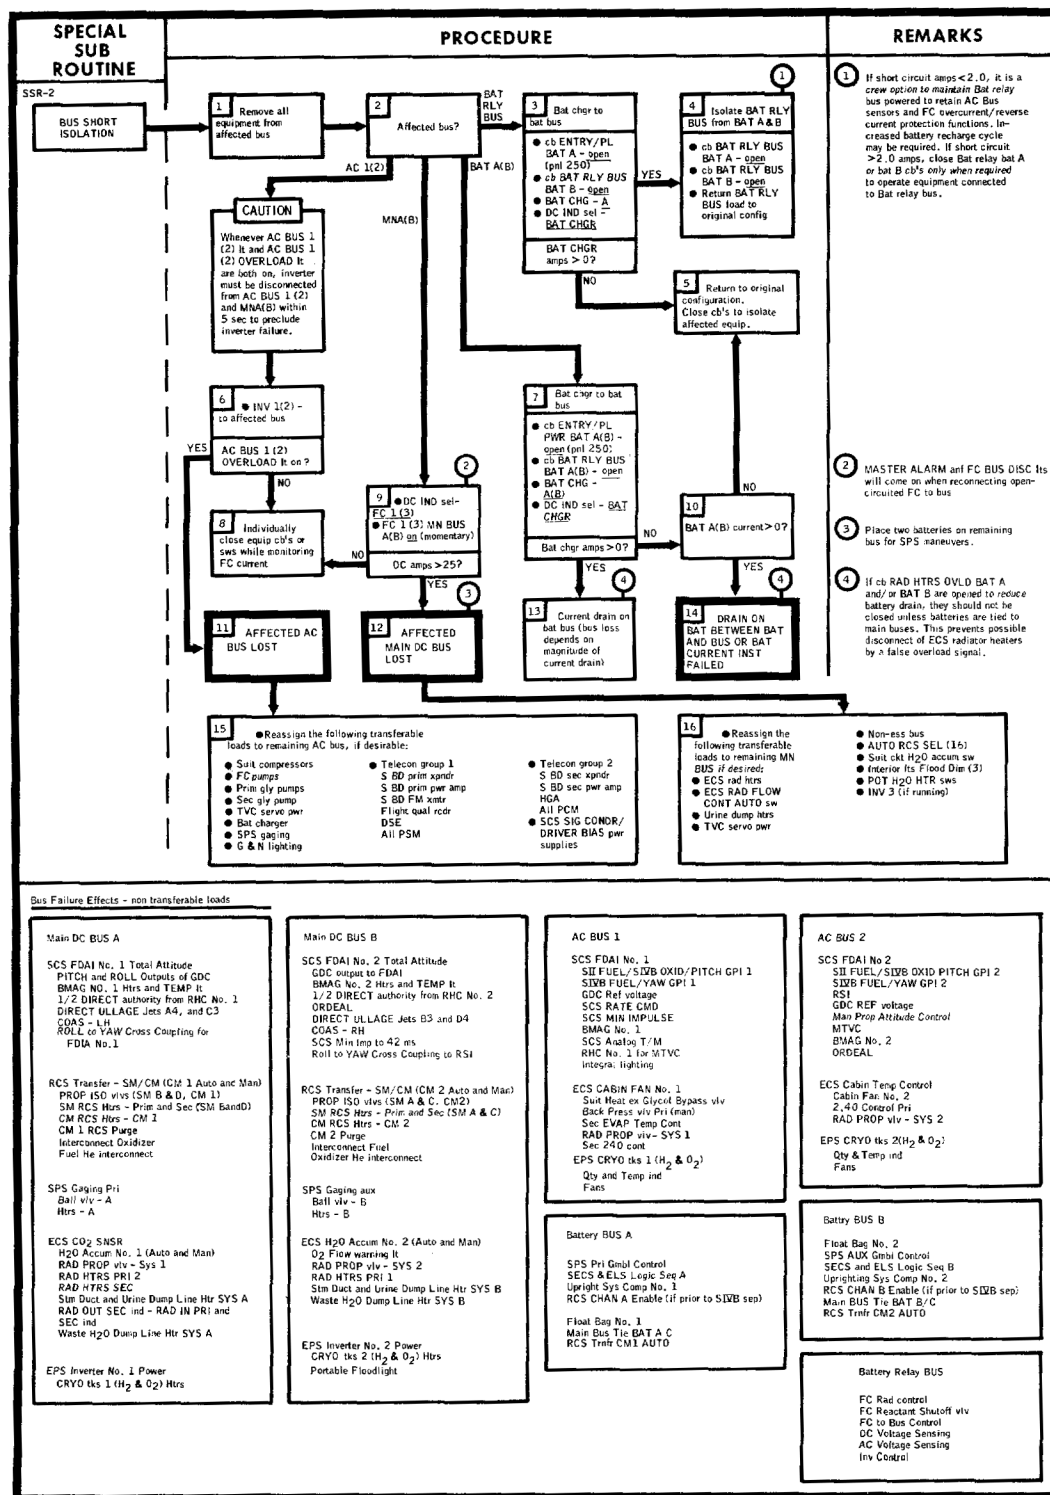 SPECIAL
SUB
ROUTINE
PROCEDURE
REMARKS
SSR-2
BUS SHORT
ISOLATION
1 Remove all
equipment from
affected bus
2
Affected bus?
BAT
RLY
BUS
AC 1(2)
MNA(B)
BAT A(B)
3 Bat chgr to
bat bus
● cb ENTRY/PL
BAT A - open
(pnl 250)
● cb BAT RLY BUS
BAT B - open
● BAT CHG - A
● DC IND sel -
BAT CHGR
BAT CHGR
amps > 0?
YES
NO
1
4 Isolate BAT RLY
BUS from BAT A&B
● cb BAT RLY BUS
BAT A - open
● cb BAT RLY BUS
BAT B - open
● Return BAT RLY
BUS load to
original config
5 Return to original
configuration.
Close cb's to isolate
affected equip.
CAUTION
Whenever AC BUS 1
(2) lt and AC BUS 1
(2) OVERLOAD lt
are both on, inverter
must be disconnected
from AC BUS 1 (2)
and MNA(B) within
5 sec to preclude
inverter failure.
6 ● INV 1(2) -
to affected bus
AC BUS 1(2)
OVERLOAD lt on?
YES
NO
7 Bat chgr to bat
bus
● cb ENTRY/PL
PWR BAT A(B) -
open (pnl 250)
● cb BAT RLY BUS
BAT A(B) - open
● BAT CHG -
A(B)
● DC IND sel - BAT
CHGR
Bat chgr amps > 0?
NO
YES
8 Individually
close equip cb's or
sws while monitoring
FC current
2
9 ● DC IND sel-
FC 1 (3)
● FC 1 (3) MN BUS
A(B) on (momentary)
DC amps > 25?
NO
YES
10
BAT A(B) current > 0?
NO
YES
11 AFFECTED AC
BUS LOST
3
12 AFFECTED
MAIN DC BUS
LOST
4
13 Current drain on
bat bus (bus loss
depends on
magnitude of
current drain)
4
14 DRAIN ON
BAT BETWEEN BAT
AND BUS OR BAT
CURRENT INST
FAILED
1 If short circuit amps < 2.0, it is a
crew option to maintain Bat relay
bus powered to retain AC Bus
sensors and FC overcurrent/reverse
current protection functions. In-
creased battery recharge cycle
may be required. If short circuit
> 2.0 amps, close Bat relay bat A
or bat B cb's only when required
to operate equipment connected
to Bat relay bus.
2 MASTER ALARM anf FC BUS DISC lts
will come on when reconnecting open-
circuited FC to bus
3 Place two batteries on remaining
bus for SPS maneuvers.
4 If cb RAD HTRS OVLD BAT A
and/or BAT B are opened to reduce
battery drain, they should not be
closed unless batteries are tied to
main buses. This prevents possible
disconnect of ECS radiator heaters
by a false overload signal.
15 ● Reassign the following transferable
loads to remaining AC bus, if desirable:
● Suit compressors
● FC pumps
● Prim gly pumps
● Sec gly pump
● TVC servo pwr
● Bat charger
● SPS gaging
● G & N lighting
● Telecon group 1
S BD prim xpndr
S BD prim pwr amp
S BD FM xmtr
Flight qual rcdr
DSE
All PSM
● Telecon group 2
S BD sec xpndr
S BD sec pwr amp
HGA
All PCM
● SCS SIG CONDR/
DRIVER BIAS pwr
supplies
16 ● Reassign the
following transferable
loads to remaining MN
BUS if desired:
● ECS rad htrs
● ECS RAD FLOW
CONT AUTO sw
● Urine dump htrs
● TVC servo pwr
● Non-ess bus
● AUTO RCS SEL (16)
● Suit ckt H2O accum sw
● Interior lts Flood Dim (3)
● POT H2O HTR sws
● INV 3 (if running)
Bus Failure Effects - non transferable loads
Main DC BUS A
SCS FDAI No. 1 Total Attitude
PITCH and ROLL Outputs of GDC
BMAG NO. 1 Htrs and TEMP lt
1/2 DIRECT authority from RHC No. 1
DIRECT ULLAGE Jets A4, and C3
COAS - LH
ROLL to YAW Cross Coupling for
FDIA No.1
RCS Transfer - SM/CM (CM 1 Auto and Man)
PROP ISO vlvs (SM B & D, CM 1)
SM RCS Htrs - Prim and Sec (SM BandD)
CM RCS Htrs - CM 1
CM 1 RCS Purge
Interconnect Oxidizer
Fuel He interconnect
SPS Gaging Pri
Ball vlv - A
Htrs - A
ECS CO2 SNSR
H2O Accum No. 1 (Auto and Man)
RAD PROP vlv - Sys 1
RAD HTRS PRI 2
RAD HTRS SEC
Stm Duct and Urine Dump Line Htr SYS A
RAD OUT SEC ind - RAD IN PRI and
SEC ind
Waste H2O Dump Line Htr SYS A
EPS Inverter No. 1 Power
CRYO tks 1 (H2 & O2) Htrs
Main DC BUS B
SCS FDAI No. 2 Total Attitude
GDC output to FDAI
BMAG No. 2 Htrs and TEMP lt
1/2 DIRECT authority from RHC No. 2
ORDEAL
DIRECT ULLAGE Jets B3 and D4
COAS - RH
SCS Min Imp to 42 ms
Roll to YAW Cross Coupling to RSI
RCS Transfer - SM/CM (CM 2 Auto and Man)
PROP ISO vlvs (SM A & C, CM2)
SM RCS Htrs - Prim and Sec (SM A & C)
CM RCS Htrs - CM 2
CM 2 Purge
Interconnect Fuel
Oxidizer He interconnect
SPS Gaging aux
Ball vlv - B
Htrs - B
ECS H2O Accum No. 2 (Auto and Man)
O2 Flow warning lt
RAD PROP vlv - SYS 2
RAD HTRS PRI 1
Stm Duct and Urine Dump Line Htr SYS B
Waste H2O Dump Line Htr SYS B
EPS Inverter No. 2 Power
CRYO tks 2 (H2 & O2) Htrs
Portable Floodlight
AC BUS 1
SCS FDAI No. 1
SII FUEL/SIVB OXID/PITCH GPI 1
SIVB FUEL/YAW GPI 1
GDC Ref voltage
SCS RATE CMD
SCS MIN IMPULSE
BMAG No. 1
SCS Analog T/M
RHC No. 1 for MTVC
Integral lighting
ECS CABIN FAN No. 1
Suit Heat ex Glycol Bypass vlv
Back Press vlv Pri (man)
Sec EVAP Temp Cont
RAD PROP vlv- SYS 1
Sec 240 cont
EPS CRYO tks 1 (H2 & O2)
Qty and Temp ind
Fans
AC BUS 2
SCS FDAI No 2
SII FUEL/SIVB OXID PITCH GPI 2
SIVB FUEL/YAW GPI 2
RSI
GDC REF voltage
Man Prop Attitude Control
MTVC
BMAG No. 2
ORDEAL
ECS Cabin Temp Control
Cabin Fan No. 2
2.40 Control Pri
RAD PROP vlv - SYS 2
EPS CRYO tks 2(H2 & O2)
Qty & Temp ind
Fans
Battery BUS A
SPS Pri Gmbl Control
SECS & ELS Logic Seq A
Upright Sys Comp No. 1
RCS CHAN A Enable (if prior to SIVB sep)
Float Bag No. 1
Main Bus Tie BAT A C
RCS Trnfr CM1 AUTO
Battry BUS B
Float Bag No. 2
SPS AUX Gmbl Control
SECS and ELS Logic Seq B
Uprighting Sys Comp No. 2
RCS CHAN B Enable (if prior to SIVB sep)
Main BUS Tie BAT B/C
RCS Trnfr CM2 AUTO
Battery Relay BUS
FC Rad control
FC Reactant Shutoff vlv
FC to Bus Control
DC Voltage Sensing
AC Voltage Sensing
Inv Control